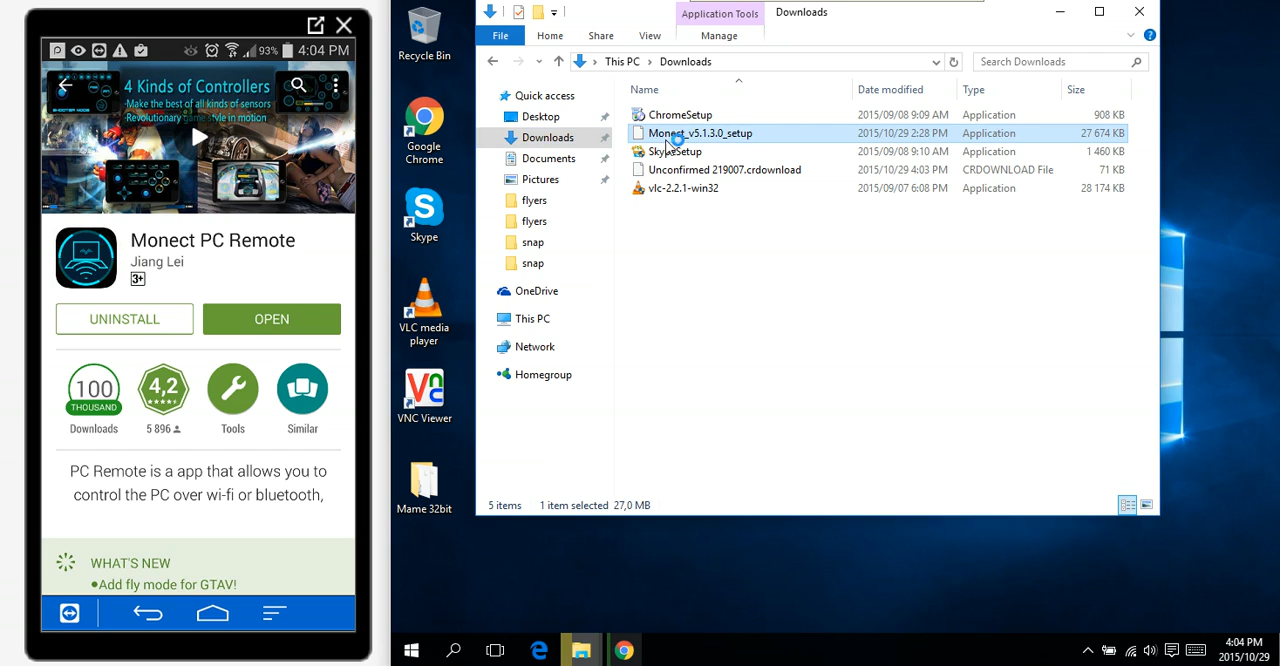 93% 4:04 PM
4 Kinds of Controllers
Make the best of all kinds of sensors
Revolutionary game style in motion
Monect PC Remote
Jiang Lei
3+
UNINSTALL
OPEN
100
THOUSAND
Downloads
4,2
5 896
Tools
Similar
PC Remote is a app that allows you to
control the PC over wi-fi or bluetooth,
WHAT'S NEW
•Add fly mode for GTAV!
Recycle Bin
Google
Chrome
Skype
VLC media
player
VNC Viewer
Mame 32bit
Application Tools
Downloads
File
Home
Share
View
Manage
This PC
Downloads
Search Downloads
Quick access
Desktop
Downloads
Documents
Pictures
flyers
flyers
snap
snap
OneDrive
This PC
Network
Homegroup
Name Date modified Type Size
ChromeSetup 2015/09/08 9:09 AM Application 908 KB
Monect_v5.1.3.0_setup 2015/10/29 2:28 PM Application 27 674 KB
SkypeSetup 2015/09/08 9:10 AM Application 1 460 KB
Unconfirmed 219007.crdownload 2015/10/29 4:03 PM CRDOWNLOAD File 71 KB
vlc-2.2.1-win32 2015/09/07 6:08 PM Application 28 174 KB
5 items 1 item selected 27,0 MB
4:04 PM
2015/10/29